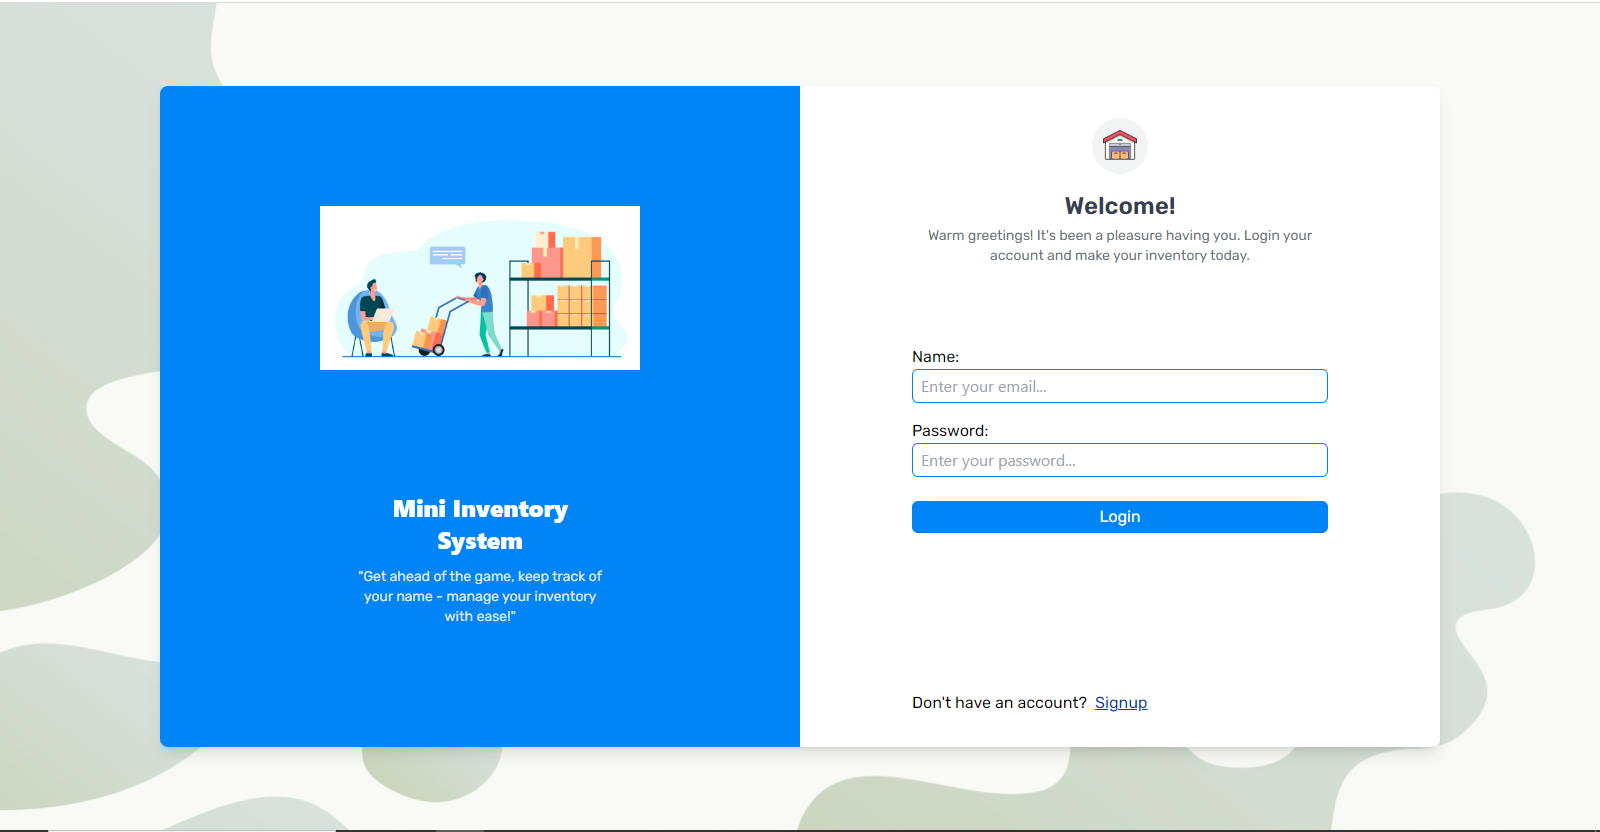 Mini Inventory
System
"Get ahead of the game, keep track of
your name - manage your inventory
with ease!"
Welcome!
Warm greetings! It's been a pleasure having you. Login your
account and make your inventory today.
Name:
Enter your email...
Password:
Enter your password...
Login
Don't have an account? Signup